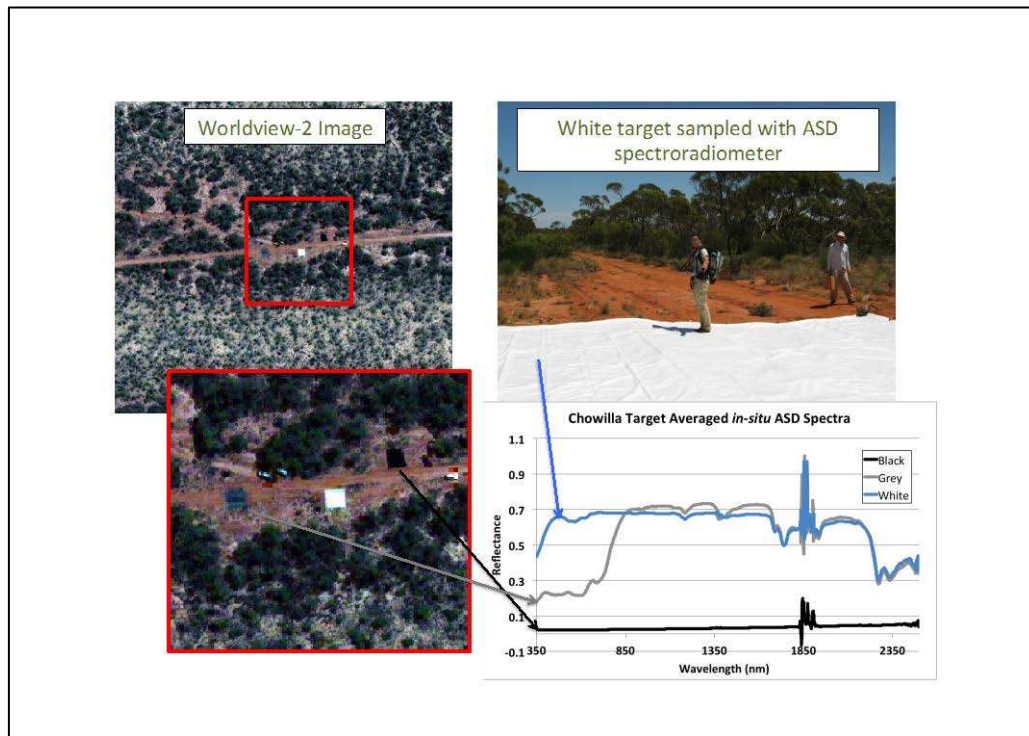 Worldview-2 Image
White target sampled with ASD
spectroradiometer
Chowilla Target Averaged in-situ ASD Spectra
1.1
0.9
0.7
0.5
0.3
0.1
-0.1
Reflectance
Black
Grey
White
350
850
1350
1850
2350
Wavelength (nm)